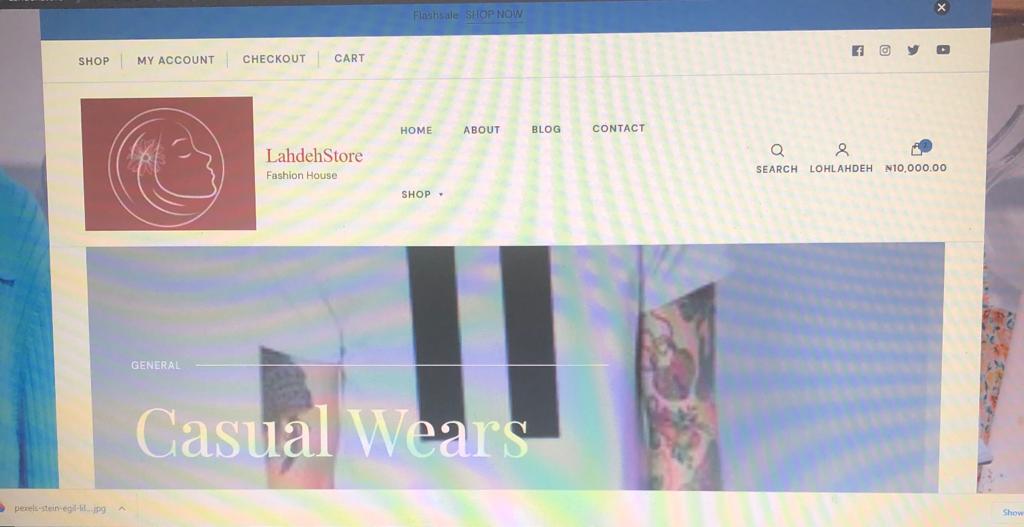 Flashsale SHOP NOW
SHOP MY ACCOUNT CHECKOUT CART
HOME ABOUT BLOG CONTACT
LahdehStore
Fashion House
SHOP
SEARCH LOHLAHDEH ₦10,000.00
GENERAL
Casual Wears
pexels-stein-egil-lil...jpg
Show